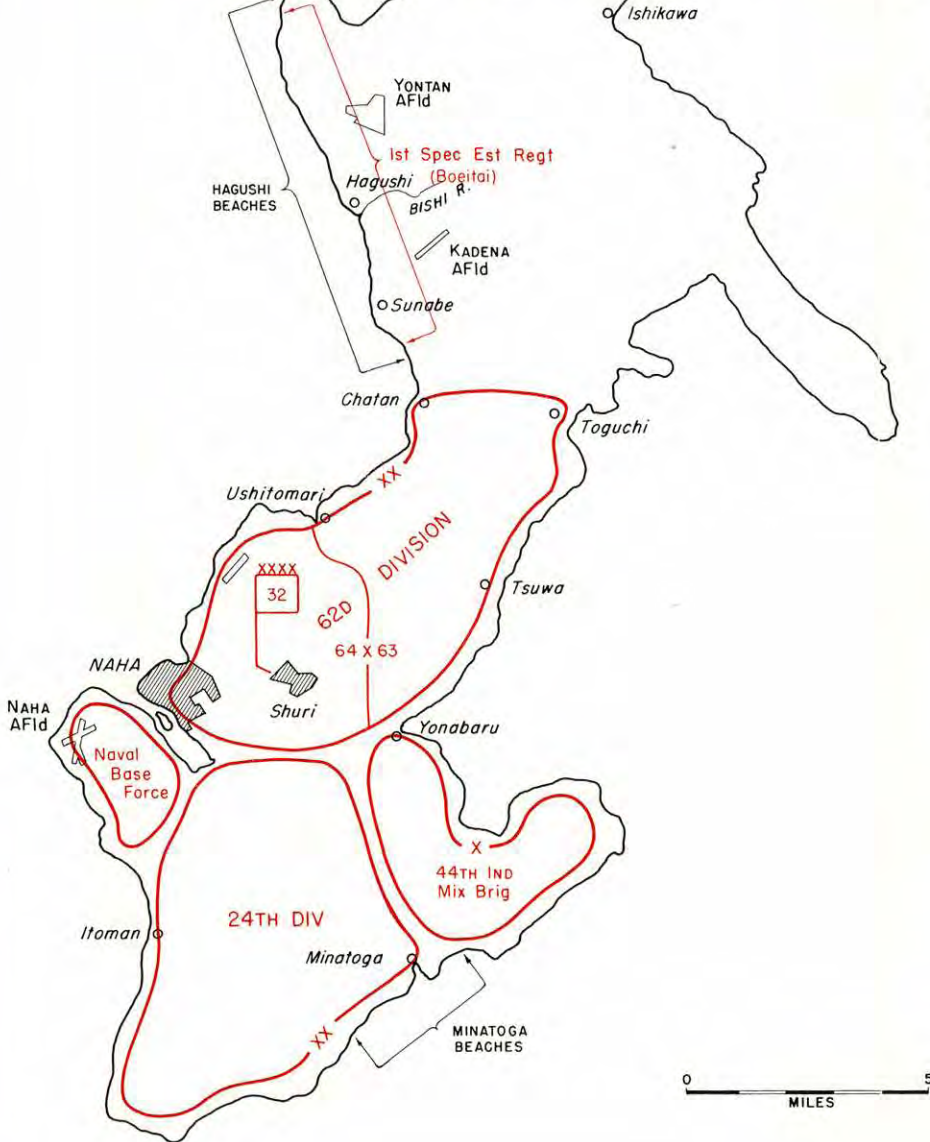 Ishikawa
YONTAN
AFld
1st Spec Est Regt
(Boeitai)
Hagushi
BISHI R.
HAGUSHI
BEACHES
KADENA
AFld
Sunabe
Chatan
Toguchi
XX
Ushitomari
DIVISION
XXXX
32
Tsuwa
62D
64 X 63
NAHA
Shuri
NAHA
AFld
Yonabaru
Naval
Base
Force
X
44TH IND
Mix Brig
24TH DIV
Itoman
Minatoga
XX
MINATOGA
BEACHES
0 5
MILES